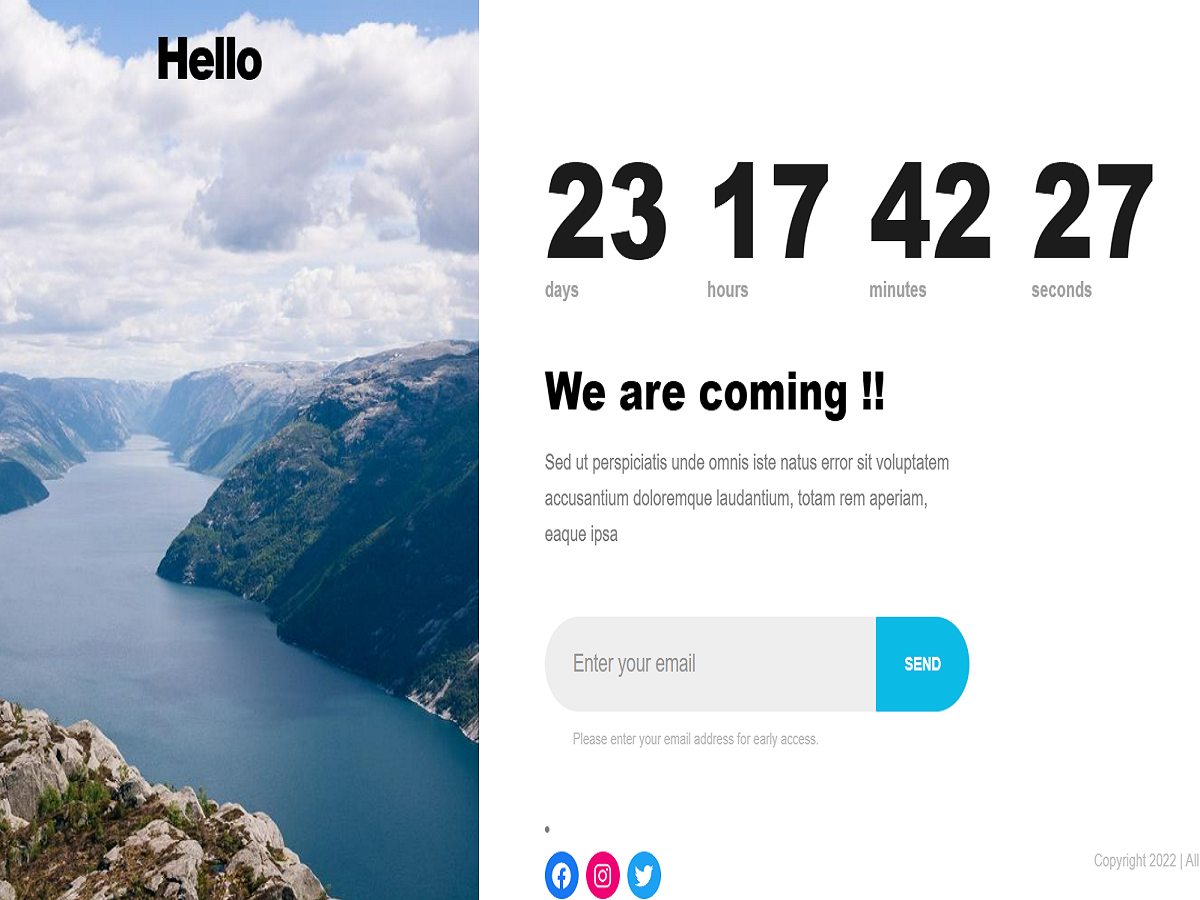 Hello
23 17 42 27
days hours minutes seconds
We are coming !!
Sed ut perspiciatis unde omnis iste natus error sit voluptatem
accusantium doloremque laudantium, totam rem aperiam,
eaque ipsa
Enter your email SEND
Please enter your email address for early access.
Copyright 2022 | All